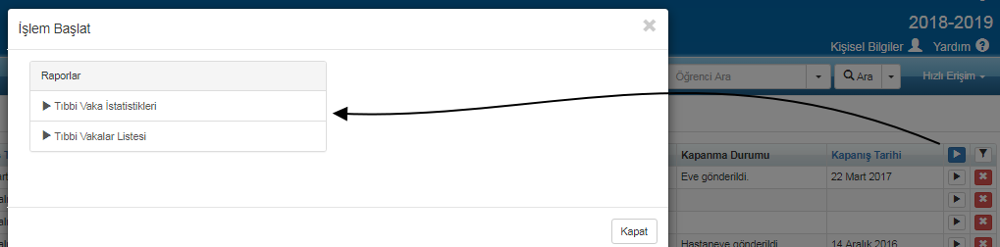 İşlem Başlat
2018-2019
Kişisel Bilgiler Yardım
Öğrenci Ara Ara Hızlı Erişim
Raporlar
Tıbbi Vaka İstatistikleri
Tıbbi Vakalar Listesi
Kapanma Durumu Kapanış Tarihi
Eve gönderildi. 22 Mart 2017
Hastaneye gönderildi 14 Aralık 2016
Kapat